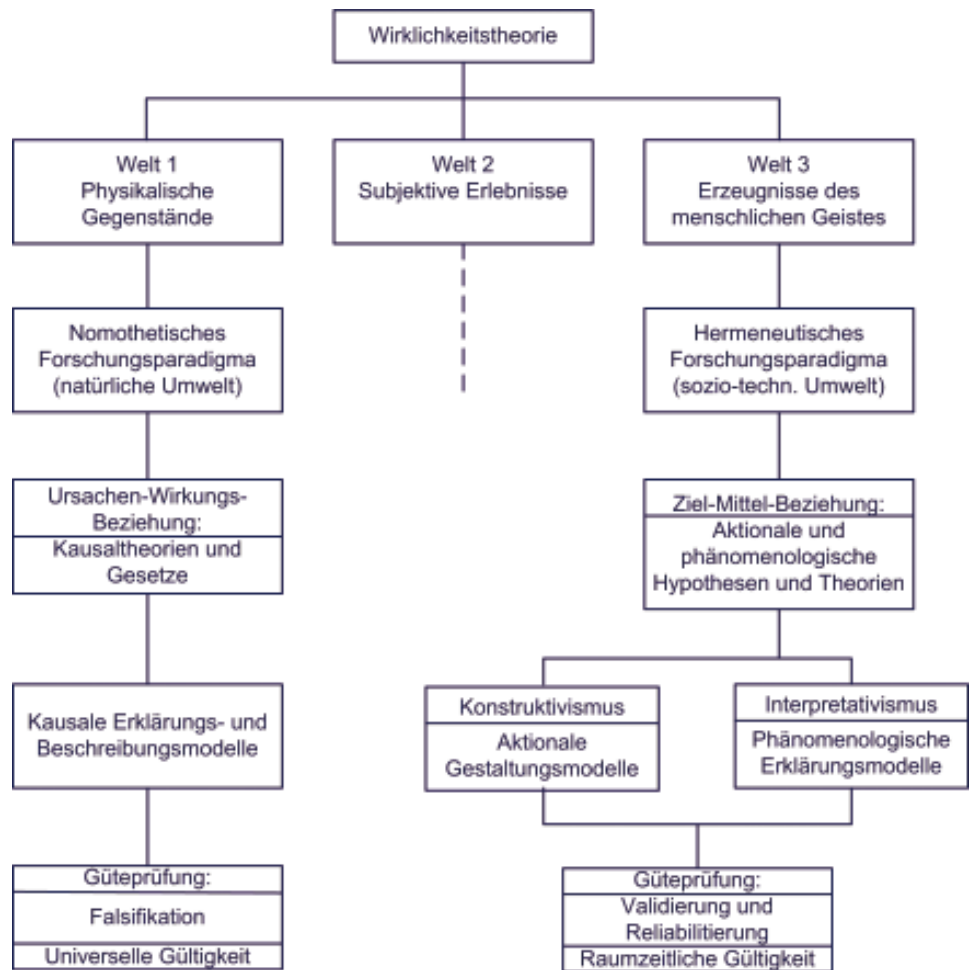 Wirklichkeitstheorie
Welt 1
Physikalische
Gegenstände
Welt 2
Subjektive Erlebnisse
Welt 3
Erzeugnisse des
menschlichen Geistes
Nomothetisches
Forschungsparadigma
(natürliche Umwelt)
Hermeneutisches
Forschungsparadigma
(sozio-techn. Umwelt)
Ursachen-Wirkungs-
Beziehung:
Kausaltheorien und
Gesetze
Ziel-Mittel-Beziehung:
Aktionale und
phänomenologische
Hypothesen und Theorien
Kausale Erklärungs- und
Beschreibungsmodelle
Konstruktivismus
Aktionale
Gestaltungsmodelle
Interpretativismus
Phänomenologische
Erklärungsmodelle
Güteprüfung:
Falsifikation
Universelle Gültigkeit
Güteprüfung:
Validierung und
Reliabilitierung
Raumzeitliche Gültigkeit